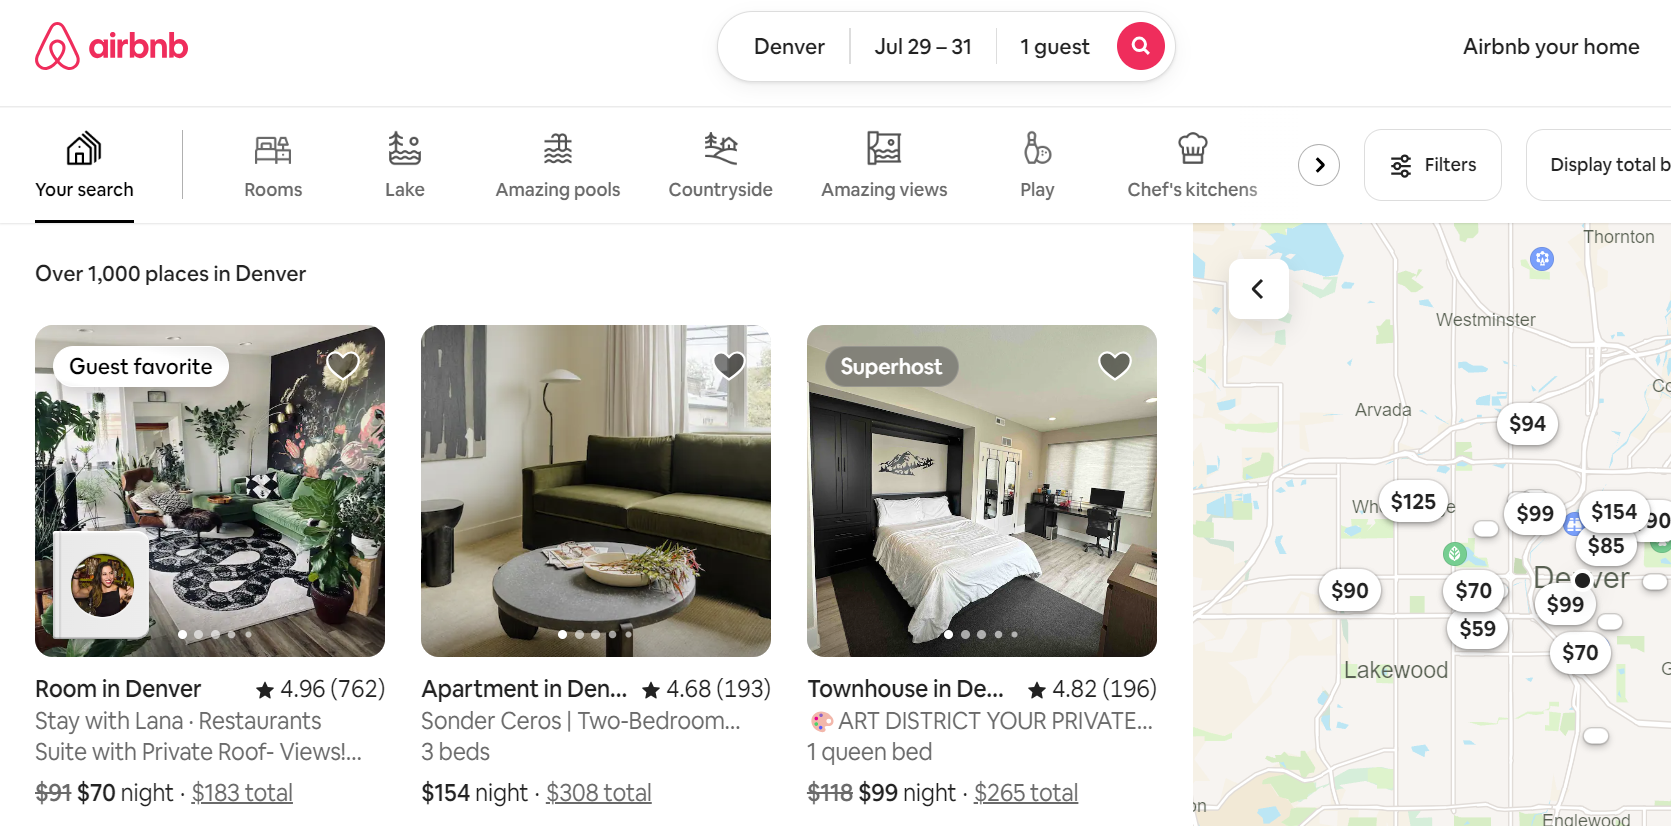 airbnb
Denver
Jul 29 – 31
1 guest
Airbnb your home
Your search
Rooms
Lake
Amazing pools
Countryside
Amazing views
Play
Chef's kitchens
Filters
Display total b
Over 1,000 places in Denver
Guest favorite
Superhost
Room in Denver ★ 4.96 (762)
Stay with Lana · Restaurants
Suite with Private Roof- Views!...
$91 $70 night · $183 total
Apartment in Den... ★ 4.68 (193)
Sonder Ceros | Two-Bedroom...
3 beds
$154 night · $308 total
Townhouse in De... ★ 4.82 (196)
🎨 ART DISTRICT YOUR PRIVATE...
1 queen bed
$118 $99 night · $265 total
Thornton
Westminster
Co
Arvada
$94
Wh
$125
e
$99
$154
90
$85
Denver
$90
$70
$99
$59
$70
Lakewood
G
on
Englewood